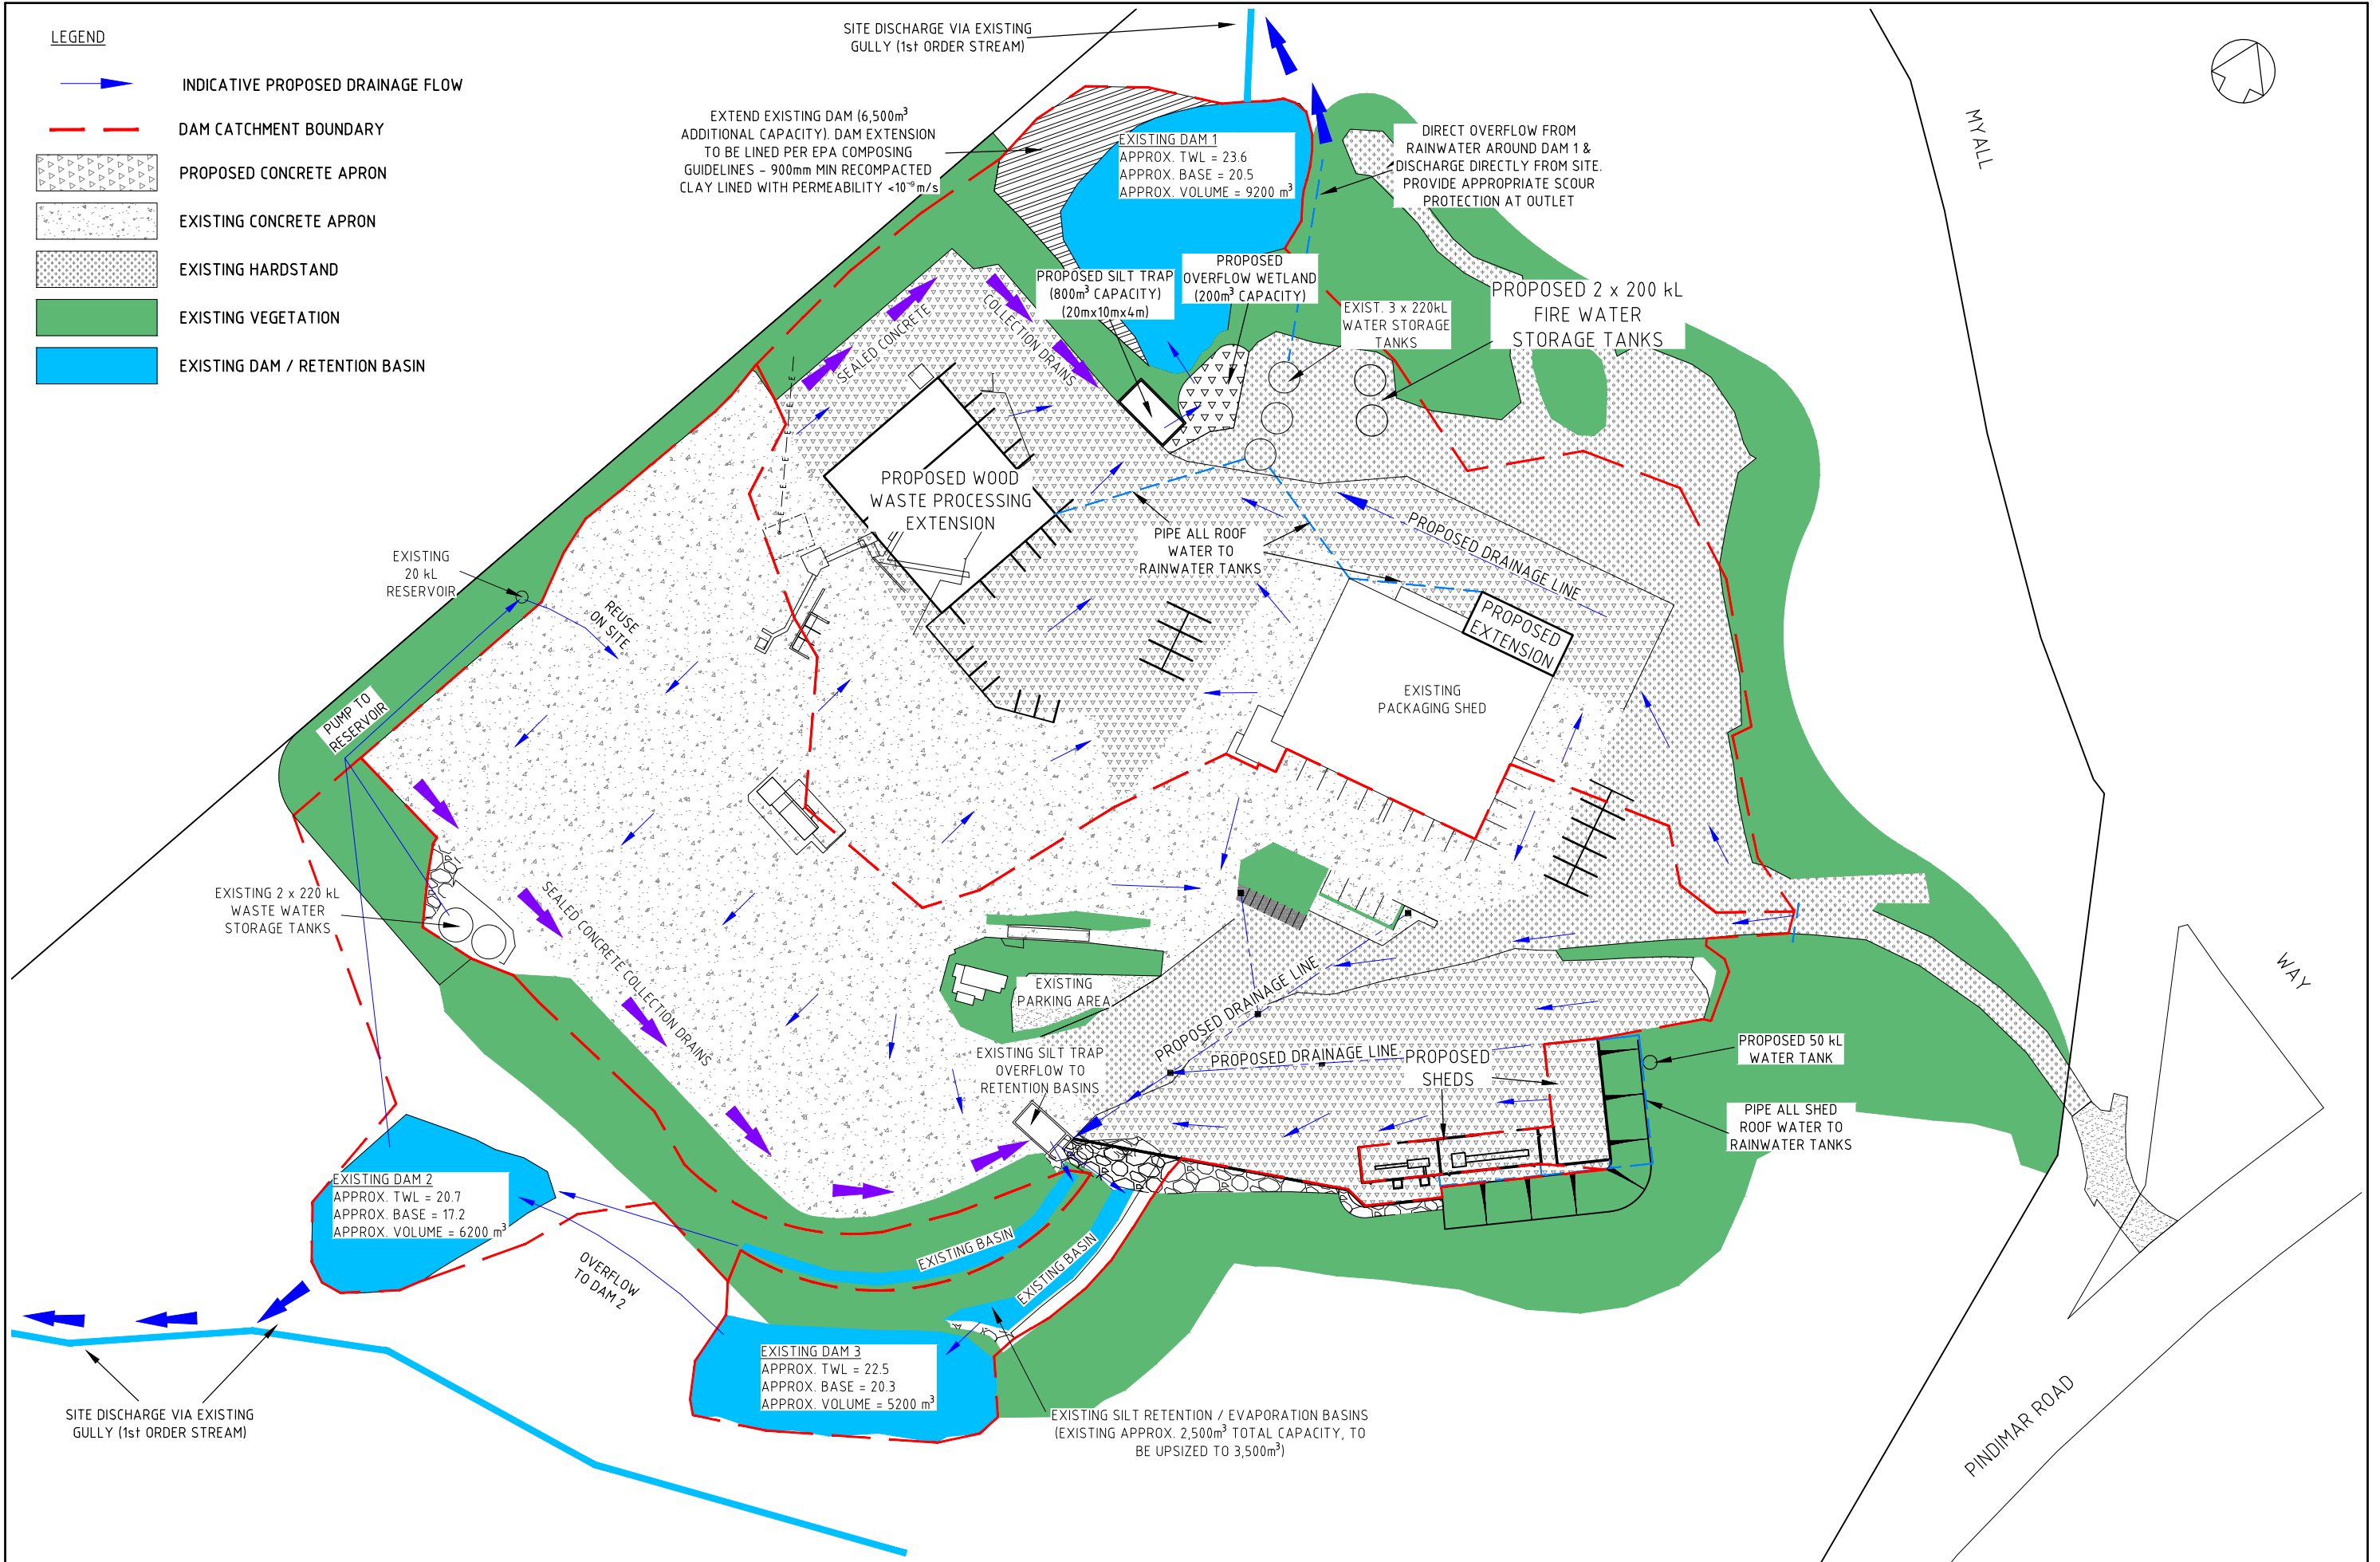 LEGEND
INDICATIVE PROPOSED DRAINAGE FLOW
DAM CATCHMENT BOUNDARY
PROPOSED CONCRETE APRON
EXISTING CONCRETE APRON
EXISTING HARDSTAND
EXISTING VEGETATION
EXISTING DAM / RETENTION BASIN
SITE DISCHARGE VIA EXISTING
GULLY (1st ORDER STREAM)
EXTEND EXISTING DAM (6,500m³
ADDITIONAL CAPACITY). DAM EXTENSION
TO BE LINED PER EPA COMPOSING
GUIDELINES - 900mm MIN RECOMPACTED
CLAY LINED WITH PERMEABILITY <10⁻⁹ m/s
EXISTING DAM 1
APPROX. TWL = 23.6
APPROX. BASE = 20.5
APPROX. VOLUME = 9200 m³
DIRECT OVERFLOW FROM
RAINWATER AROUND DAM 1 &
DISCHARGE DIRECTLY FROM SITE.
PROVIDE APPROPRIATE SCOUR
PROTECTION AT OUTLET
MYALL
WAY
PROPOSED SILT TRAP
(800m³ CAPACITY)
(20mx10mx4m)
PROPOSED
OVERFLOW WETLAND
(200m³ CAPACITY)
EXIST. 3 x 220kL
WATER STORAGE
TANKS
PROPOSED 2 x 200 kL
FIRE WATER
STORAGE TANKS
SEALED CONCRETE
COLLECTION DRAINS
E
E
E
E
E
E
PROPOSED WOOD
WASTE PROCESSING
EXTENSION
PIPE ALL ROOF
WATER TO
RAINWATER TANKS
PROPOSED DRAINAGE LINE
PROPOSED
EXTENSION
EXISTING
PACKAGING SHED
EXISTING
20 kL
RESERVOIR
REUSE
ON SITE
PUMP TO
RESERVOIR
EXISTING 2 x 220 kL
WASTE WATER
STORAGE TANKS
SEALED CONCRETE COLLECTION DRAINS
EXISTING
PARKING AREA
EXISTING SILT TRAP
OVERFLOW TO
RETENTION BASINS
PROPOSED DRAINAGE LINE
PROPOSED DRAINAGE LINE
PROPOSED
SHEDS
PROPOSED 50 kL
WATER TANK
PIPE ALL SHED
ROOF WATER TO
RAINWATER TANKS
EXISTING DAM 2
APPROX. TWL = 20.7
APPROX. BASE = 17.2
APPROX. VOLUME = 6200 m³
OVERFLOW
TO DAM 2
EXISTING BASIN
EXISTING BASIN
EXISTING DAM 3
APPROX. TWL = 22.5
APPROX. BASE = 20.3
APPROX. VOLUME = 5200 m³
EXISTING SILT RETENTION / EVAPORATION BASINS
(EXISTING APPROX. 2,500m³ TOTAL CAPACITY, TO
BE UPSIZED TO 3,500m³)
SITE DISCHARGE VIA EXISTING
GULLY (1st ORDER STREAM)
PINDIMAR ROAD